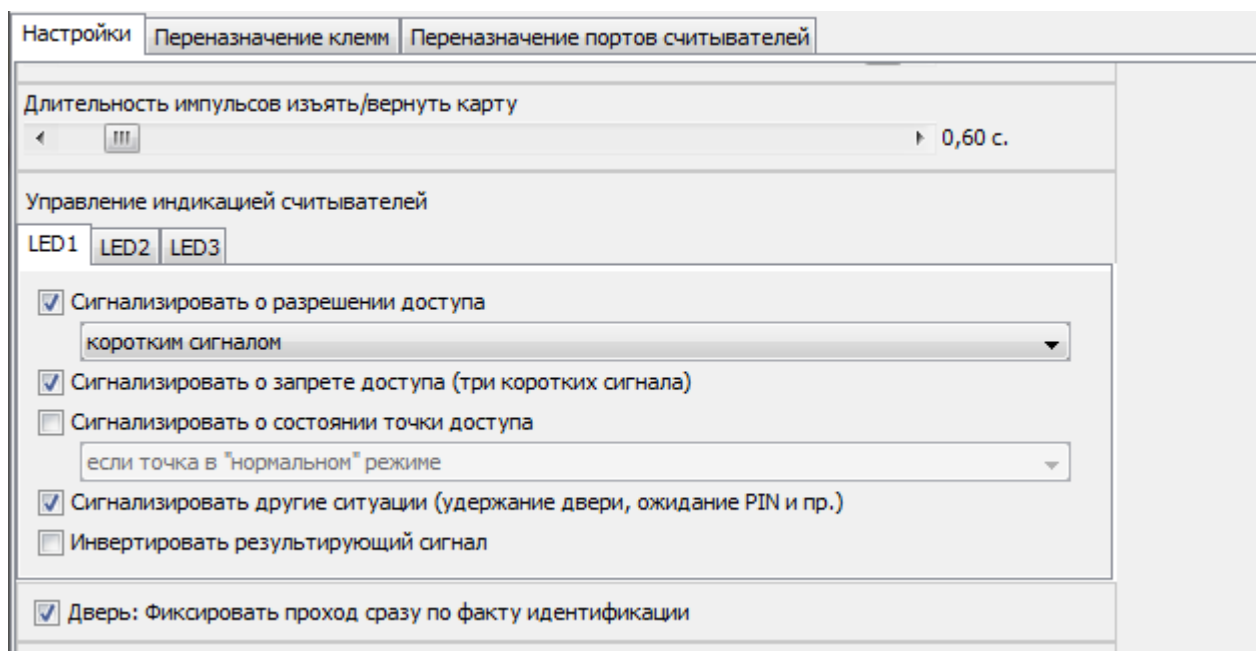 Настройки Переназначение клемм Переназначение портов считывателей
Длительность импульсов изъять/вернуть карту
0,60 с.
Управление индикацией считывателей
LED1 LED2 LED3
Сигнализировать о разрешении доступа
коротким сигналом
Сигнализировать о запрете доступа (три коротких сигнала)
Сигнализировать о состоянии точки доступа
если точка в "нормальном" режиме
Сигнализировать другие ситуации (удержание двери, ожидание PIN и пр.)
Инвертировать результирующий сигнал
Дверь: Фиксировать проход сразу по факту идентификации